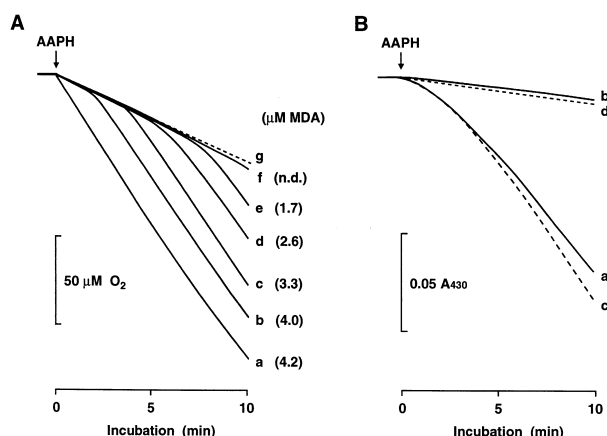 A
AAPH
(μM MDA)
g
f (n.d.)
e (1.7)
d (2.6)
c (3.3)
b (4.0)
a (4.2)
50 μM O2
0 5 10
Incubation (min)
B
AAPH
b
d
a
c
0.05 A430
0 5 10
Incubation (min)